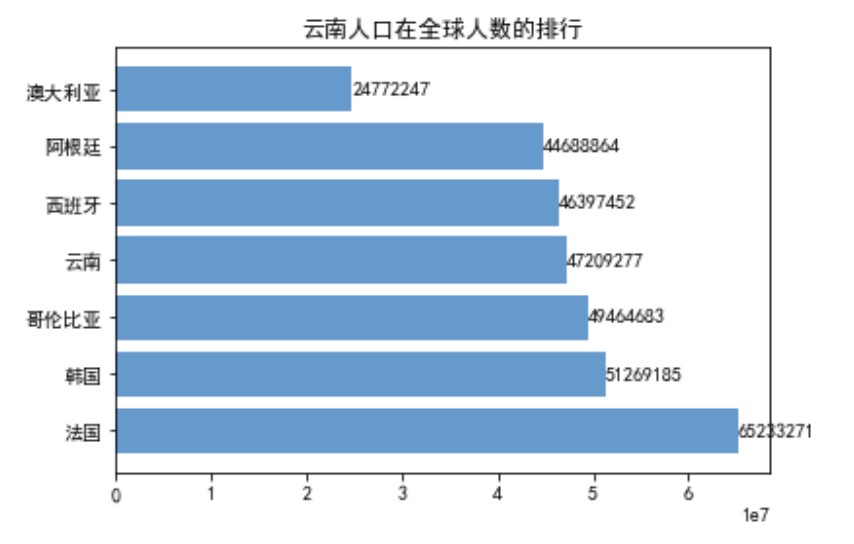 云南人口在全球人数的排行
澳大利亚 24772247
阿根廷 44688864
西班牙 46397452
云南 47209277
哥伦比亚 49464683
韩国 51269185
法国 65233271
0 1 2 3 4 5 6
1e7